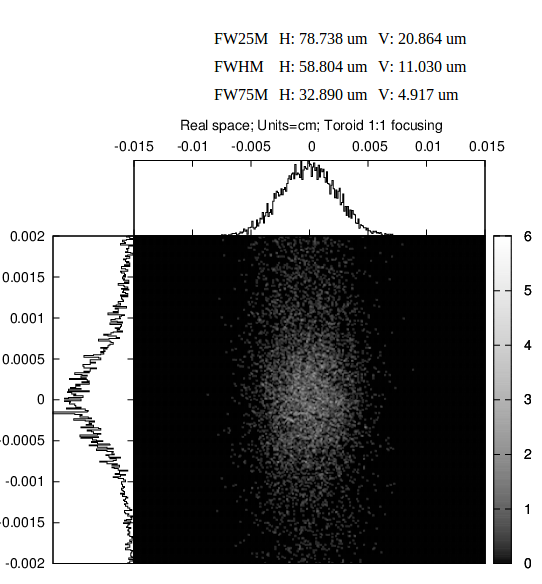 FW25M H: 78.738 um V: 20.864 um
FWHM H: 58.804 um V: 11.030 um
FW75M H: 32.890 um V: 4.917 um
Real space; Units=cm; Toroid 1:1 focusing
-0.015 -0.01 -0.005 0 0.005 0.01 0.015
0.002 6
0.0015
5
0.001
4
0.0005
0 3
-0.0005
2
-0.001
1
-0.0015
-0.002 0